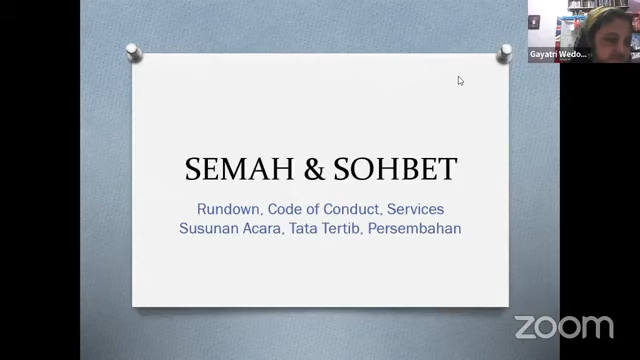 Gayatri Wedo...
SEMAH & SOHBET
Rundown, Code of Conduct, Services
Susunan Acara, Tata Tertib, Persembahan
zoom